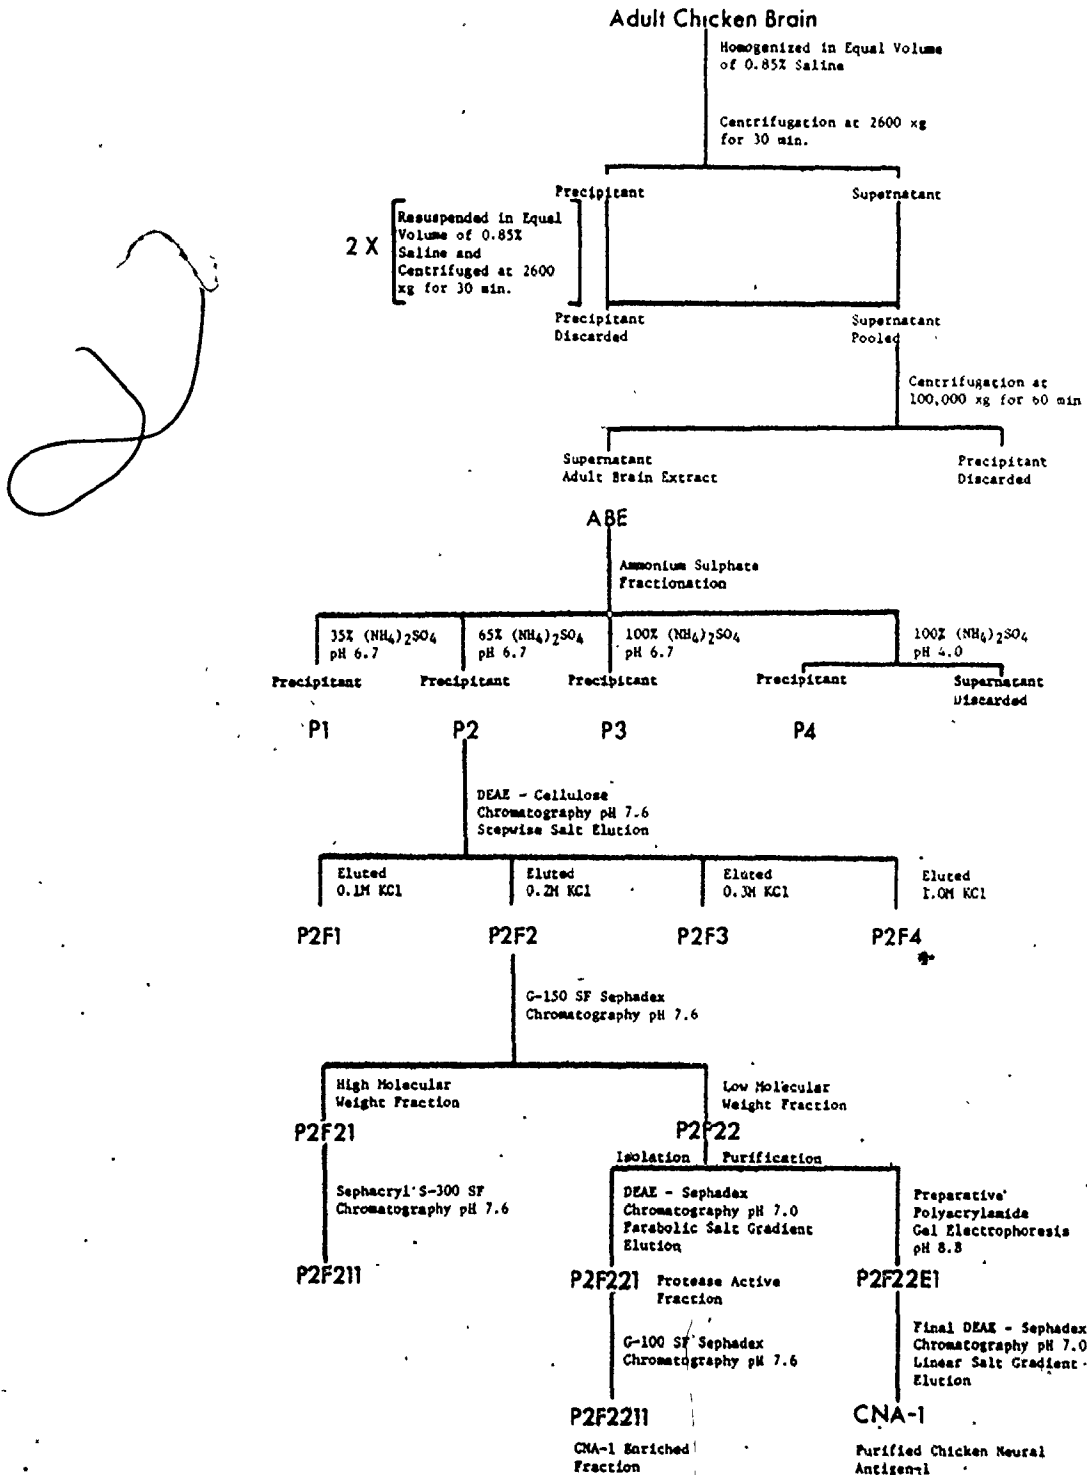 Adult Chicken Brain
Homogenized in Equal Volume
of 0.85% Saline
Centrifugation at 2600 xg
for 30 min.
Precipitant
Supernatant
2 X
Resuspended in Equal
Volume of 0.85%
Saline and
Centrifuged at 2600
xg for 30 min.
Precipitant
Discarded
Supernatant
Pooled
Centrifugation at
100,000 xg for 60 min
Supernatant
Adult Brain Extract
Precipitant
Discarded
ABE
Ammonium Sulphate
Fractionation
35% (NH4)2SO4
pH 6.7
65% (NH4)2SO4
pH 6.7
100% (NH4)2SO4
pH 6.7
100% (NH4)2SO4
pH 4.0
Precipitant
Precipitant
Precipitant
Precipitant
Supernatant
Discarded
P1
P2
P3
P4
DEAE - Cellulose
Chromatography pH 7.6
Stepwise Salt Elution
Eluted
0.1M KCl
Eluted
0.2M KCl
Eluted
0.3M KCl
Eluted
1.0M KCl
P2F1
P2F2
P2F3
P2F4
G-150 SF Sephadex
Chromatography pH 7.6
High Molecular
Weight Fraction
Low Molecular
Weight Fraction
P2F21
P2F22
Isolation
Purification
Sephacryl S-300 SF
Chromatography pH 7.6
DEAE - Sephadex
Chromatography pH 7.0
Parabolic Salt Gradient
Elution
Preparative
Polyacrylamide
Gel Electrophoresis
pH 8.8
P2F211
P2F221
Protease Active
Fraction
P2F22E1
G-100 SF Sephadex
Chromatography pH 7.6
Final DEAE - Sephadex
Chromatography pH 7.0
Linear Salt Gradient
Elution
P2F2211
CNA-1
CNA-1 Enriched
Fraction
Purified Chicken Neural
Antigen-1